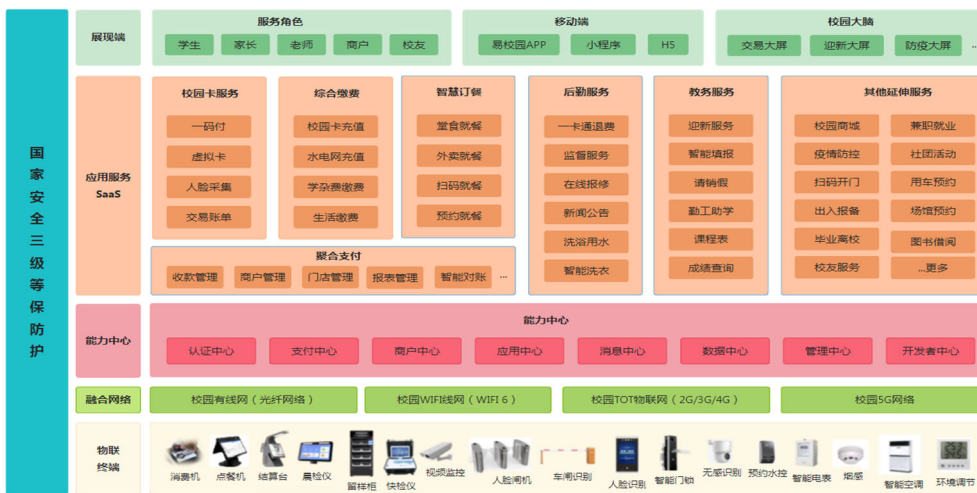 国家安全三级等保防护
展现端
服务角色
学生 家长 老师 商户 校友
移动端
易校园APP 小程序 H5
校园大脑
交易大屏 迎新大屏 防疫大屏 ...
应用服务
SaaS
校园卡服务
一码付
虚拟卡
人脸采集
交易账单
综合缴费
校园卡充值
水电网充值
学杂费缴费
生活缴费
智慧订餐
堂食就餐
外卖就餐
扫码就餐
预约就餐
聚合支付
收款管理 商户管理 门店管理 报表管理 智能对账 ...
后勤服务
一卡通退费
监督服务
在线报修
新闻公告
洗浴用水
智能洗衣
教务服务
迎新服务
智能填报
请销假
勤工助学
课程表
成绩查询
其他延伸服务
校园商城 兼职就业
疫情防控 社团活动
扫码开门 用车预约
出入报备 场馆预约
毕业离校 图书借阅
校友服务 ...更多
能力中心
能力中心
认证中心 支付中心 商户中心 应用中心 消息中心 数据中心 管理中心 开发者中心
融合网络
校园有线网（光纤网络） 校园WIFI线网（WIFI 6） 校园TOT物联网（2G/3G/4G） 校园5G网络
物联
终端
消费机 点餐机 结算台 晨检仪 留样柜 快检仪 视频监控 人脸闸机 车闸识别 人脸识别 智能门锁 无感识别 预约水控 智能电表 烟感 智能空调 环境调节